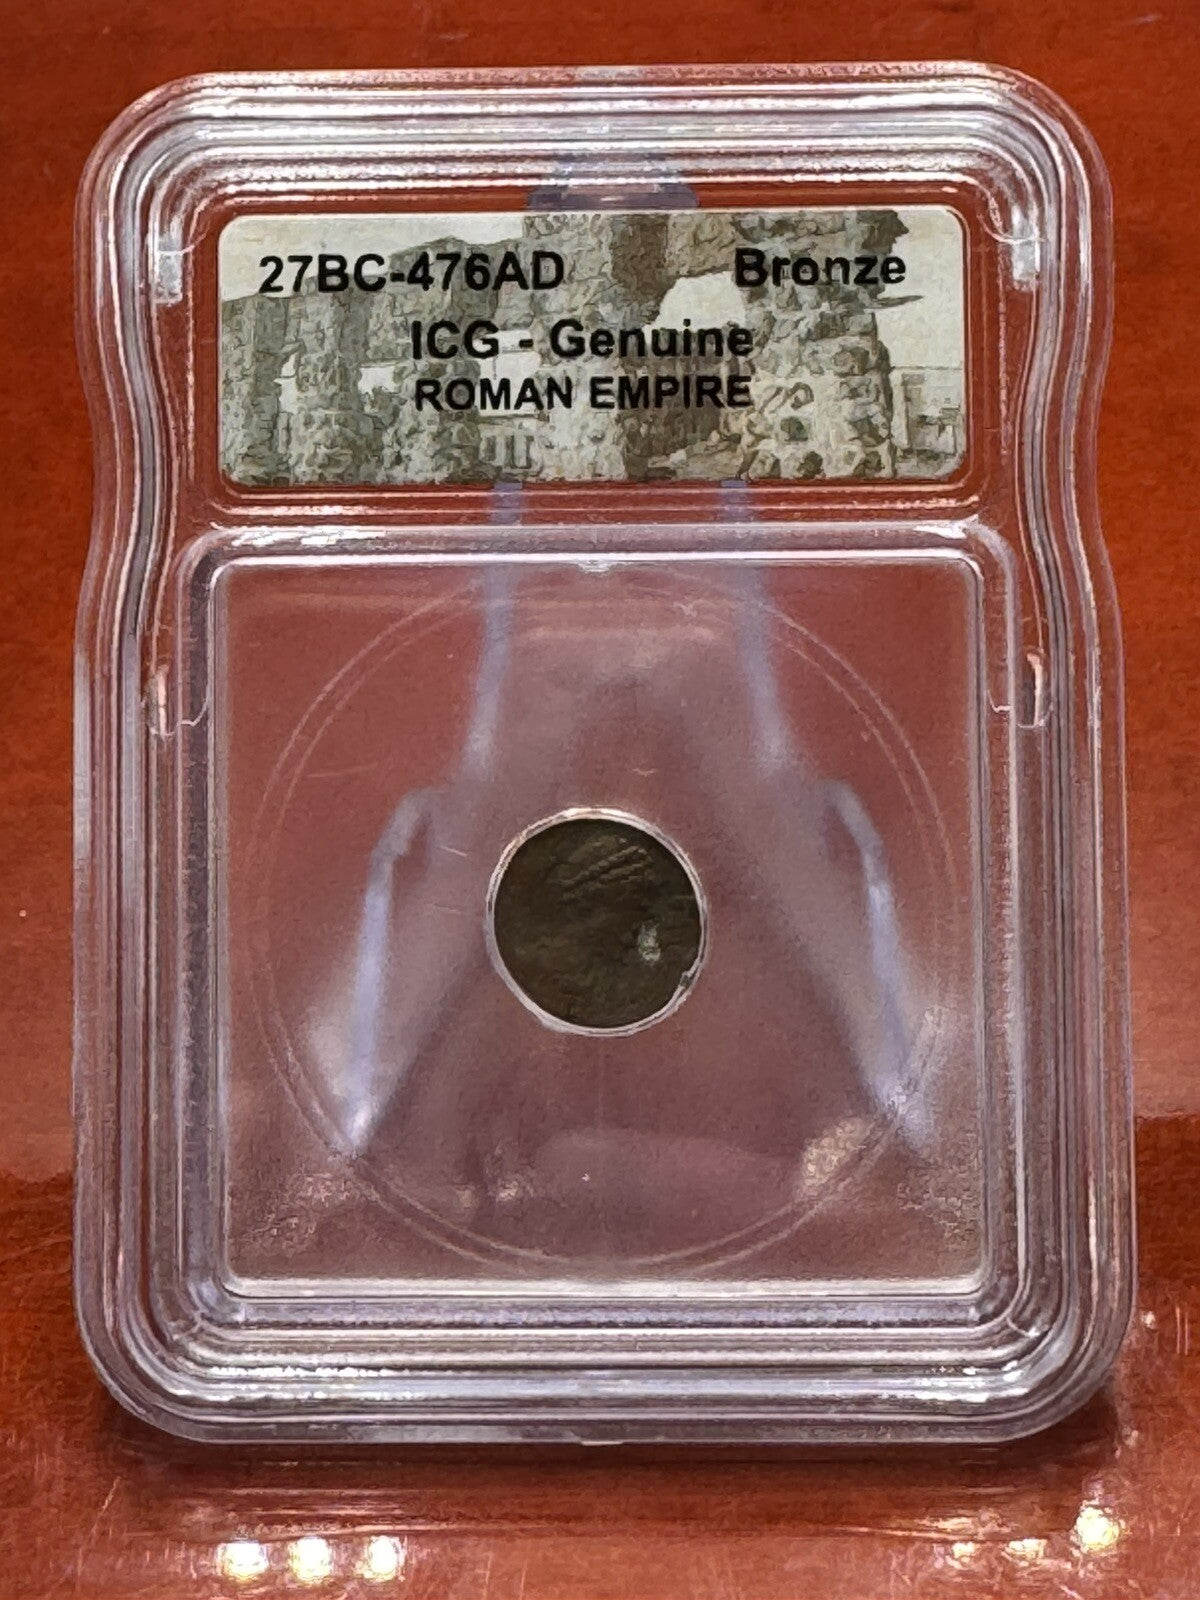 27BC-476AD Bronze
ICG - Genuine
ROMAN EMPIRE